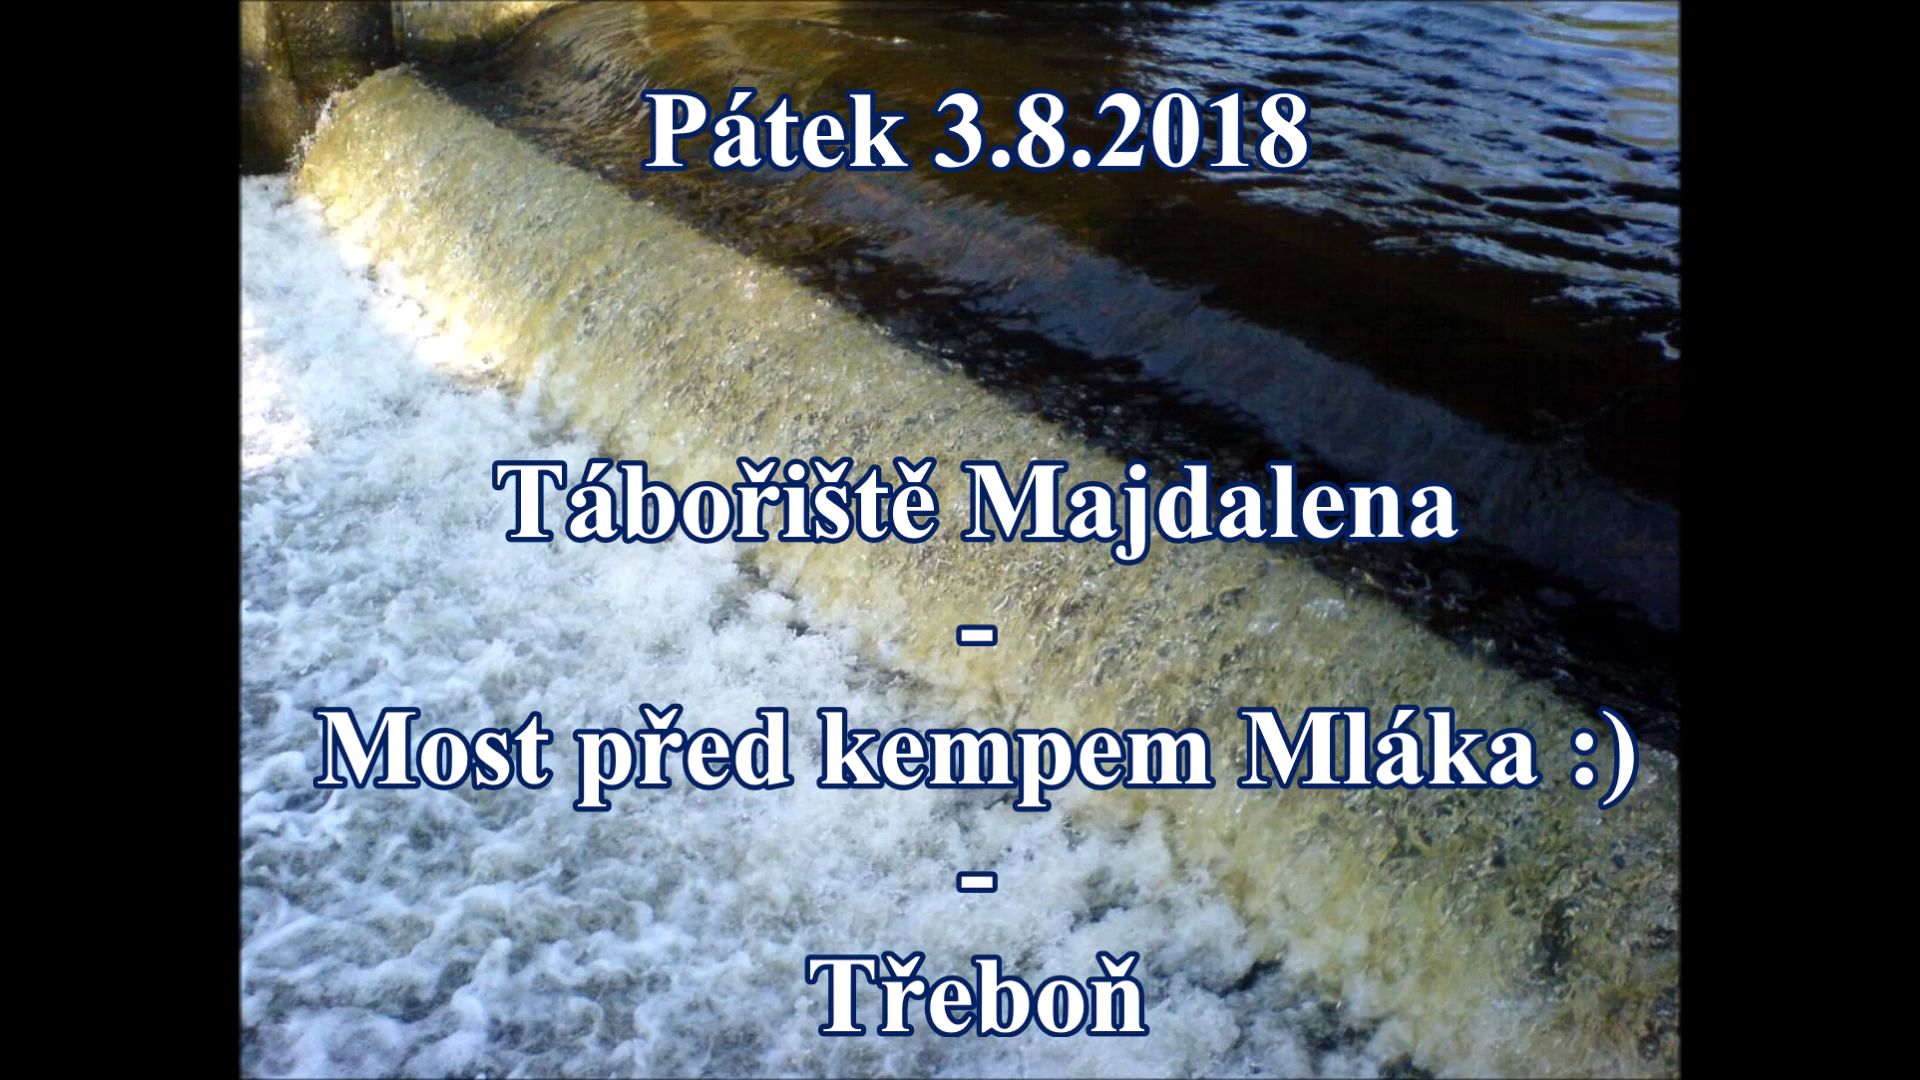 Pátek 3.8.2018
Tábořiště Majdalena
-
Most před kempem Mláka :)
-
Třeboň